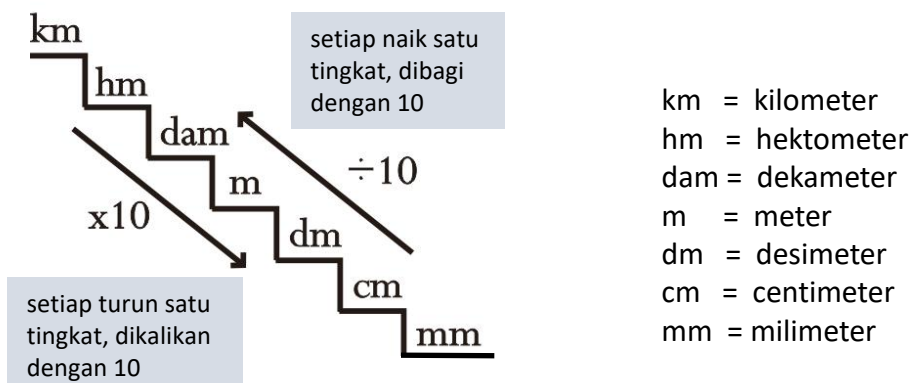 km
hm
dam
m
dm
cm
mm
setiap naik satu
tingkat, dibagi
dengan 10
÷10
x10
setiap turun satu
tingkat, dikalikan
dengan 10
km = kilometer
hm = hektometer
dam = dekameter
m = meter
dm = desimeter
cm = centimeter
mm = milimeter